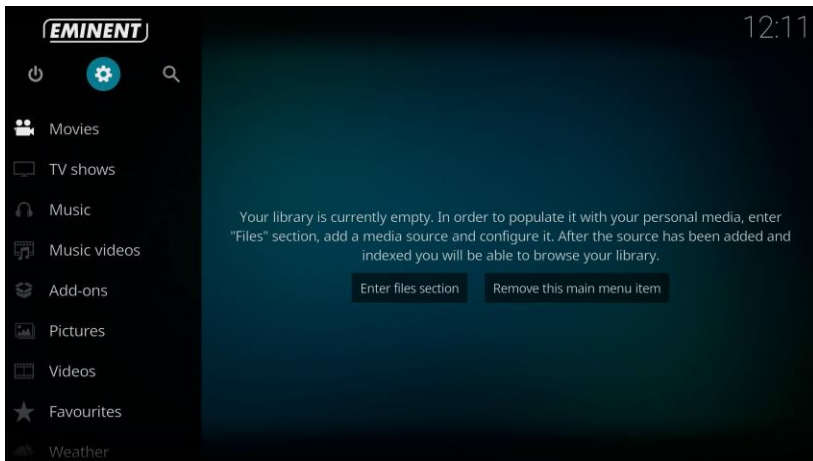 EMINENT
12:11
Movies
TV shows
Music
Music videos
Add-ons
Pictures
Videos
Favourites
Weather
Your library is currently empty. In order to populate it with your personal media, enter
"Files" section, add a media source and configure it. After the source has been added and
indexed you will be able to browse your library.
Enter files section
Remove this main menu item